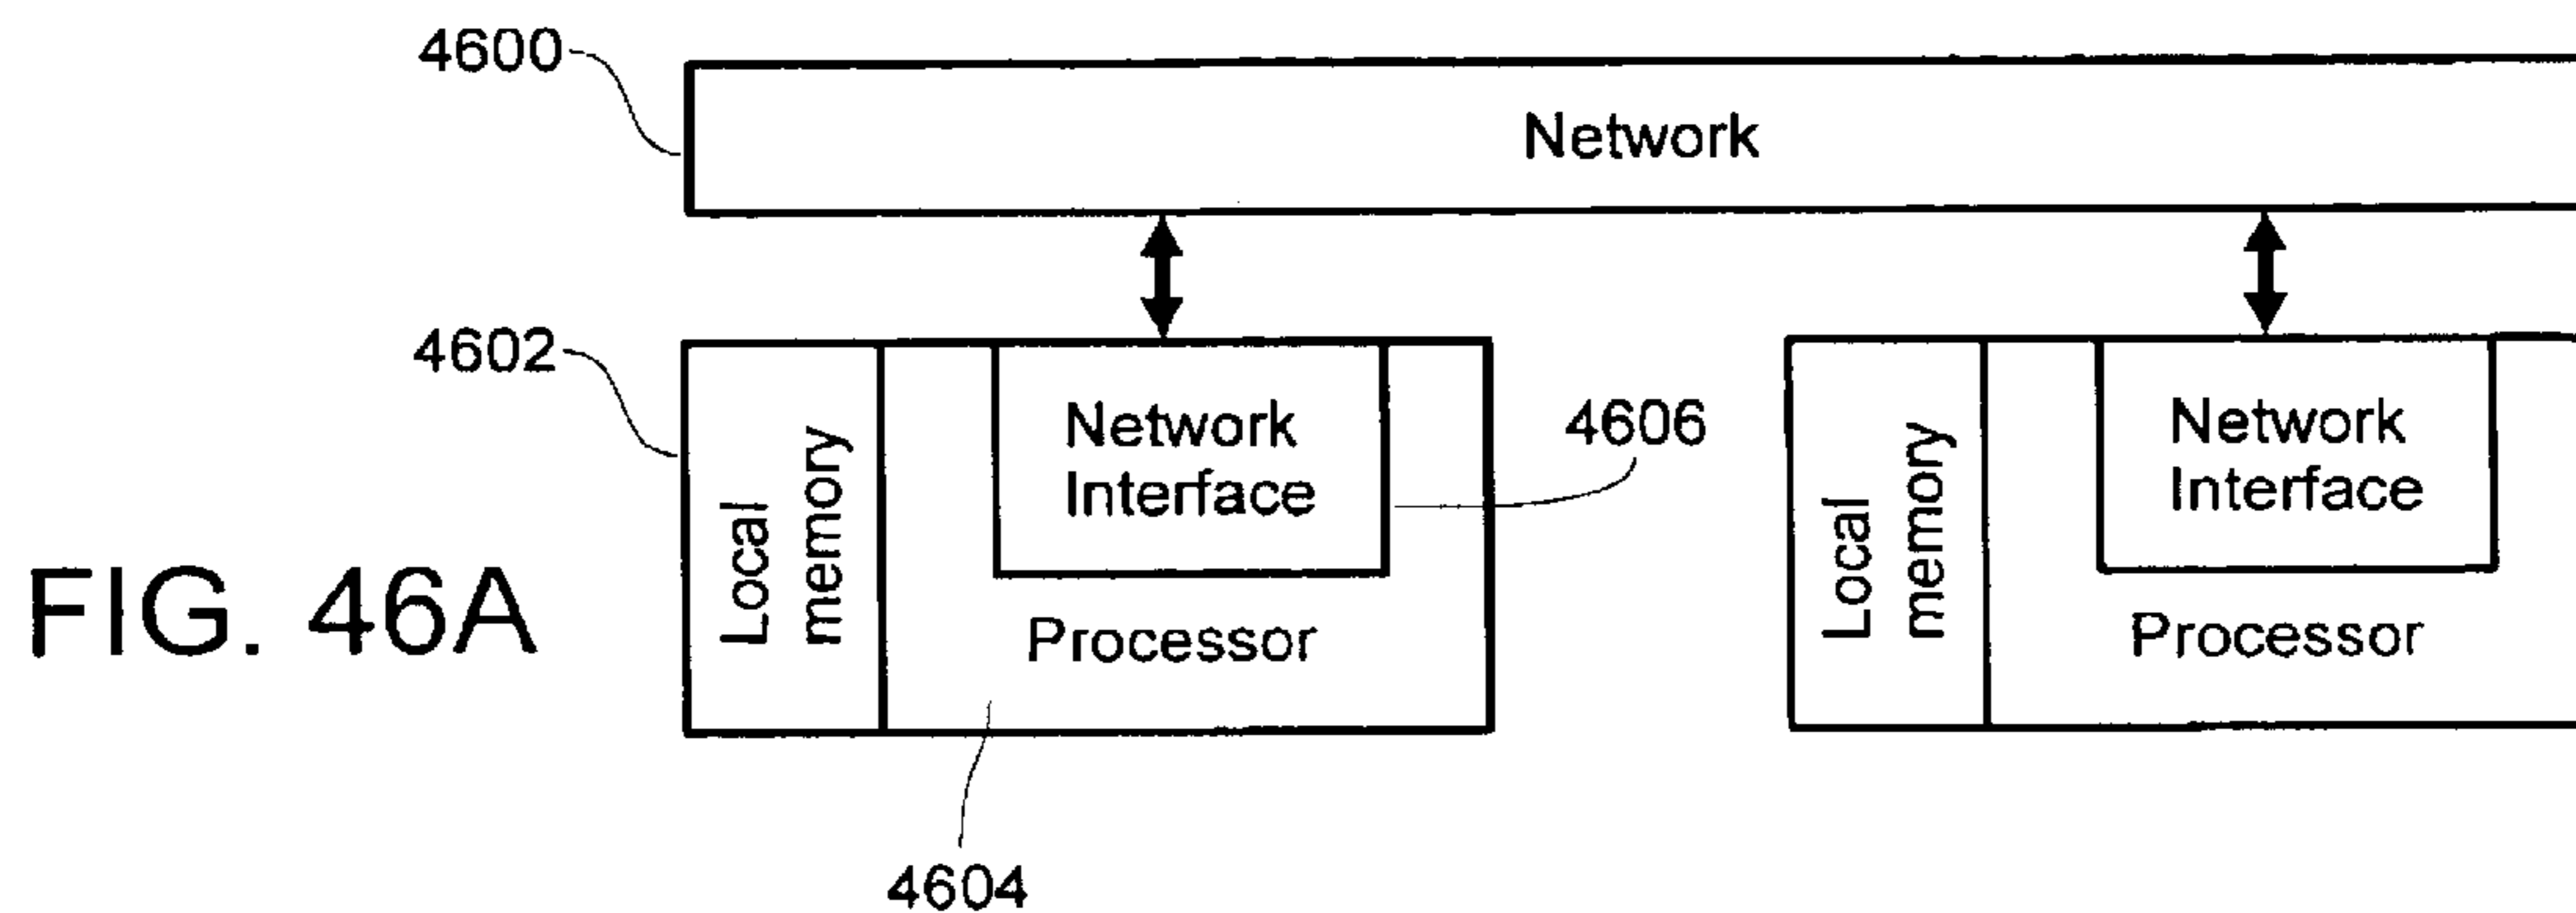 4600
Network
4602
Network
Interface
4606
Local
memory
Processor
4604
Network
Interface
Local
memory
Processor
FIG. 46A